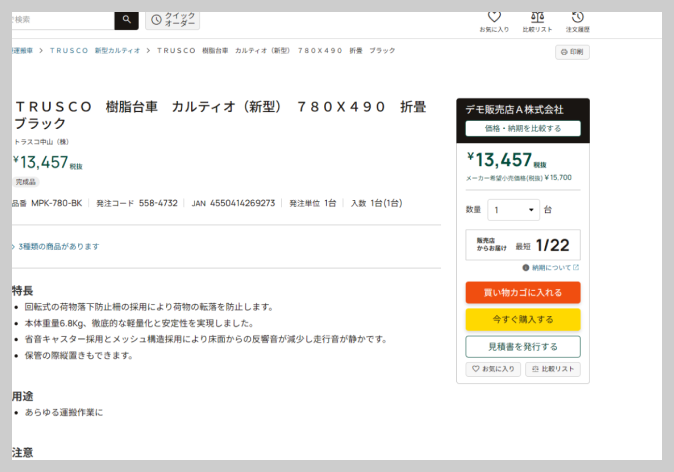 検索
クイック
オーダー
お気に入り
比較リスト
注文履歴
運搬車 > ＴＲＵＳＣＯ 新型カルティオ > ＴＲＵＳＣＯ 樹脂台車 カルティオ（新型） ７８０Ｘ４９０ 折畳 ブラック
印刷
ＴＲＵＳＣＯ 樹脂台車 カルティオ（新型） ７８０Ｘ４９０ 折畳
ブラック
トラスコ中山（株）
¥13,457 税抜
完成品
品番 MPK-780-BK 発注コード 558-4732 JAN 4550414269273 発注単位 1台 入数 1台(1台)
3種類の商品があります
特長
• 回転式の荷物落下防止柵の採用により荷物の転落を防止します。
• 本体重量6.8Kg、徹底的な軽量化と安定性を実現しました。
• 省音キャスター採用とメッシュ構造採用により床面からの反響音が減少し走行音が静かです。
• 保管の際縦置きもできます。
用途
• あらゆる運搬作業に
注意
デモ販売店Ａ株式会社
価格・納期を比較する
¥13,457 税抜
メーカー希望小売価格(税抜) ¥15,700
数量 1 台
販売店
からお届け 最短 1/22
納期について
買い物カゴに入れる
今すぐ購入する
見積書を発行する
お気に入り
比較リスト